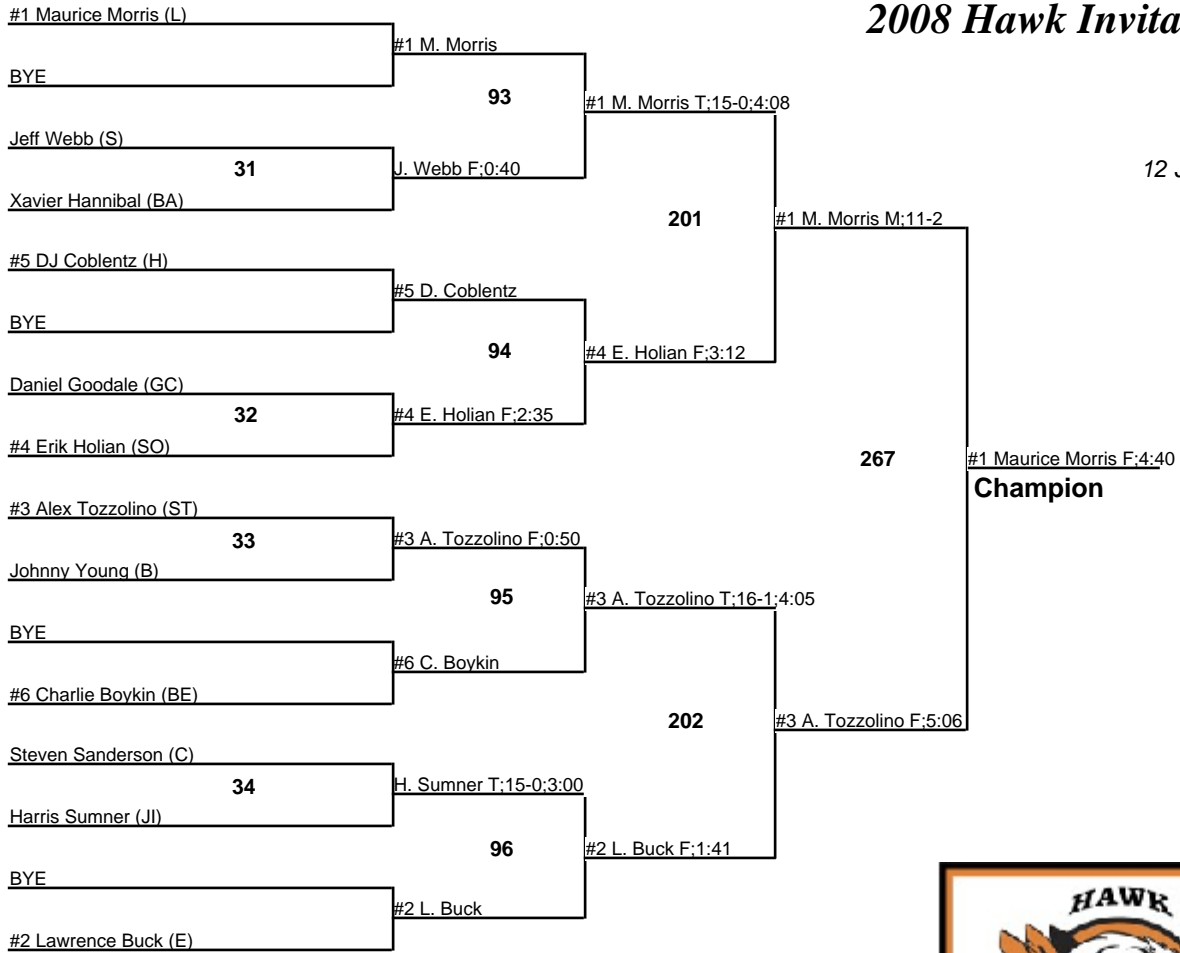 2008 Hawk
#1 Maurice Morris (L)
#1 M. Morris
BYE
93
#1 M. Morris T;15-0;4:08
Jeff Webb (S)
31
J. Webb F;0:40
12
Xavier Hannibal (BA)
201
#1 M. Morris M;11-2
#5 DJ Coblentz (H)
#5 D. Coblentz
BYE
94
#4 E. Holian F;3:12
Daniel Goodale (GC)
32
#4 E. Holian F;2:35
#4 Erik Holian (SO)
267
#1 Maurice Morris F;4:40
Champion
#3 Alex Tozzolino (ST)
33
#3 A. Tozzolino F;0:50
Johnny Young (B)
95
#3 A. Tozzolino T;16-1;4:05
BYE
#6 C. Boykin
#6 Charlie Boykin (BE)
202
#3 A. Tozzolino F;5:06
Steven Sanderson (C)
34
H. Sumner T;15-0;3:00
Harris Sumner (JI)
96
#2 L. Buck F;1:41
BYE
#2 L. Buck
#2 Lawrence Buck (E)
HAWK